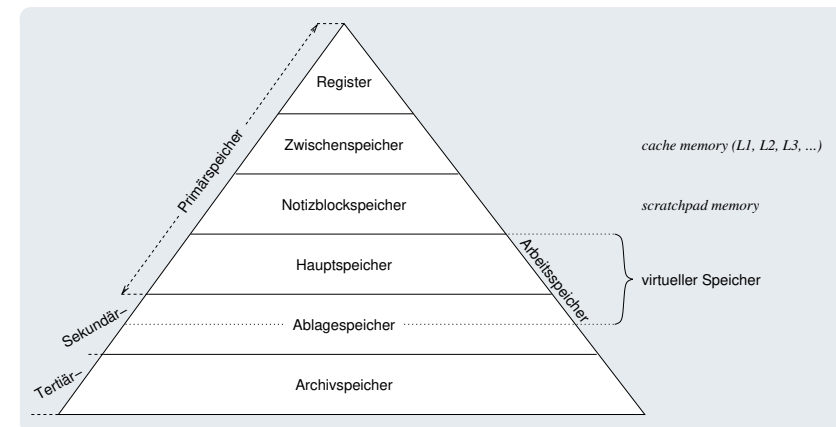 Register
Primärspeicher
Zwischenspeicher
cache memory (L1, L2, L3, ...)
Notizblockspeicher
scratchpad memory
Hauptspeicher
Arbeitsspeicher
virtueller Speicher
Sekundär–
Ablagespeicher
Tertiär–
Archivspeicher